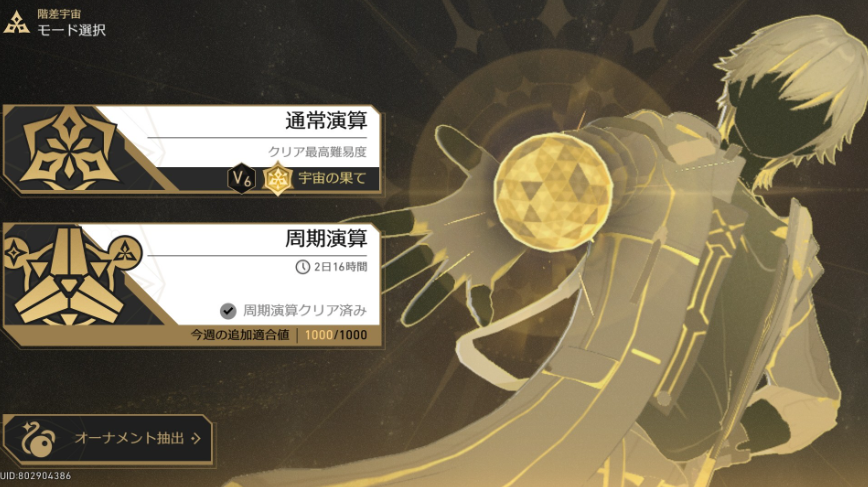 階差宇宙
モード選択
通常演算
クリア最高難易度
V6 宇宙の果て
周期演算
2日16時間
周期演算クリア済み
今週の追加適合値 1000/1000
オーナメント抽出
UID:802904386